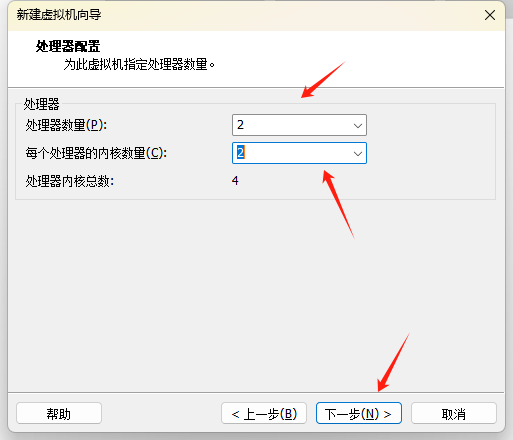 新建虚拟机向导
处理器配置
为此虚拟机指定处理器数量。
处理器
处理器数量(P): 2
每个处理器的内核数量(C): 2
处理器内核总数: 4
帮助 < 上一步(B) 下一步(N) > 取消